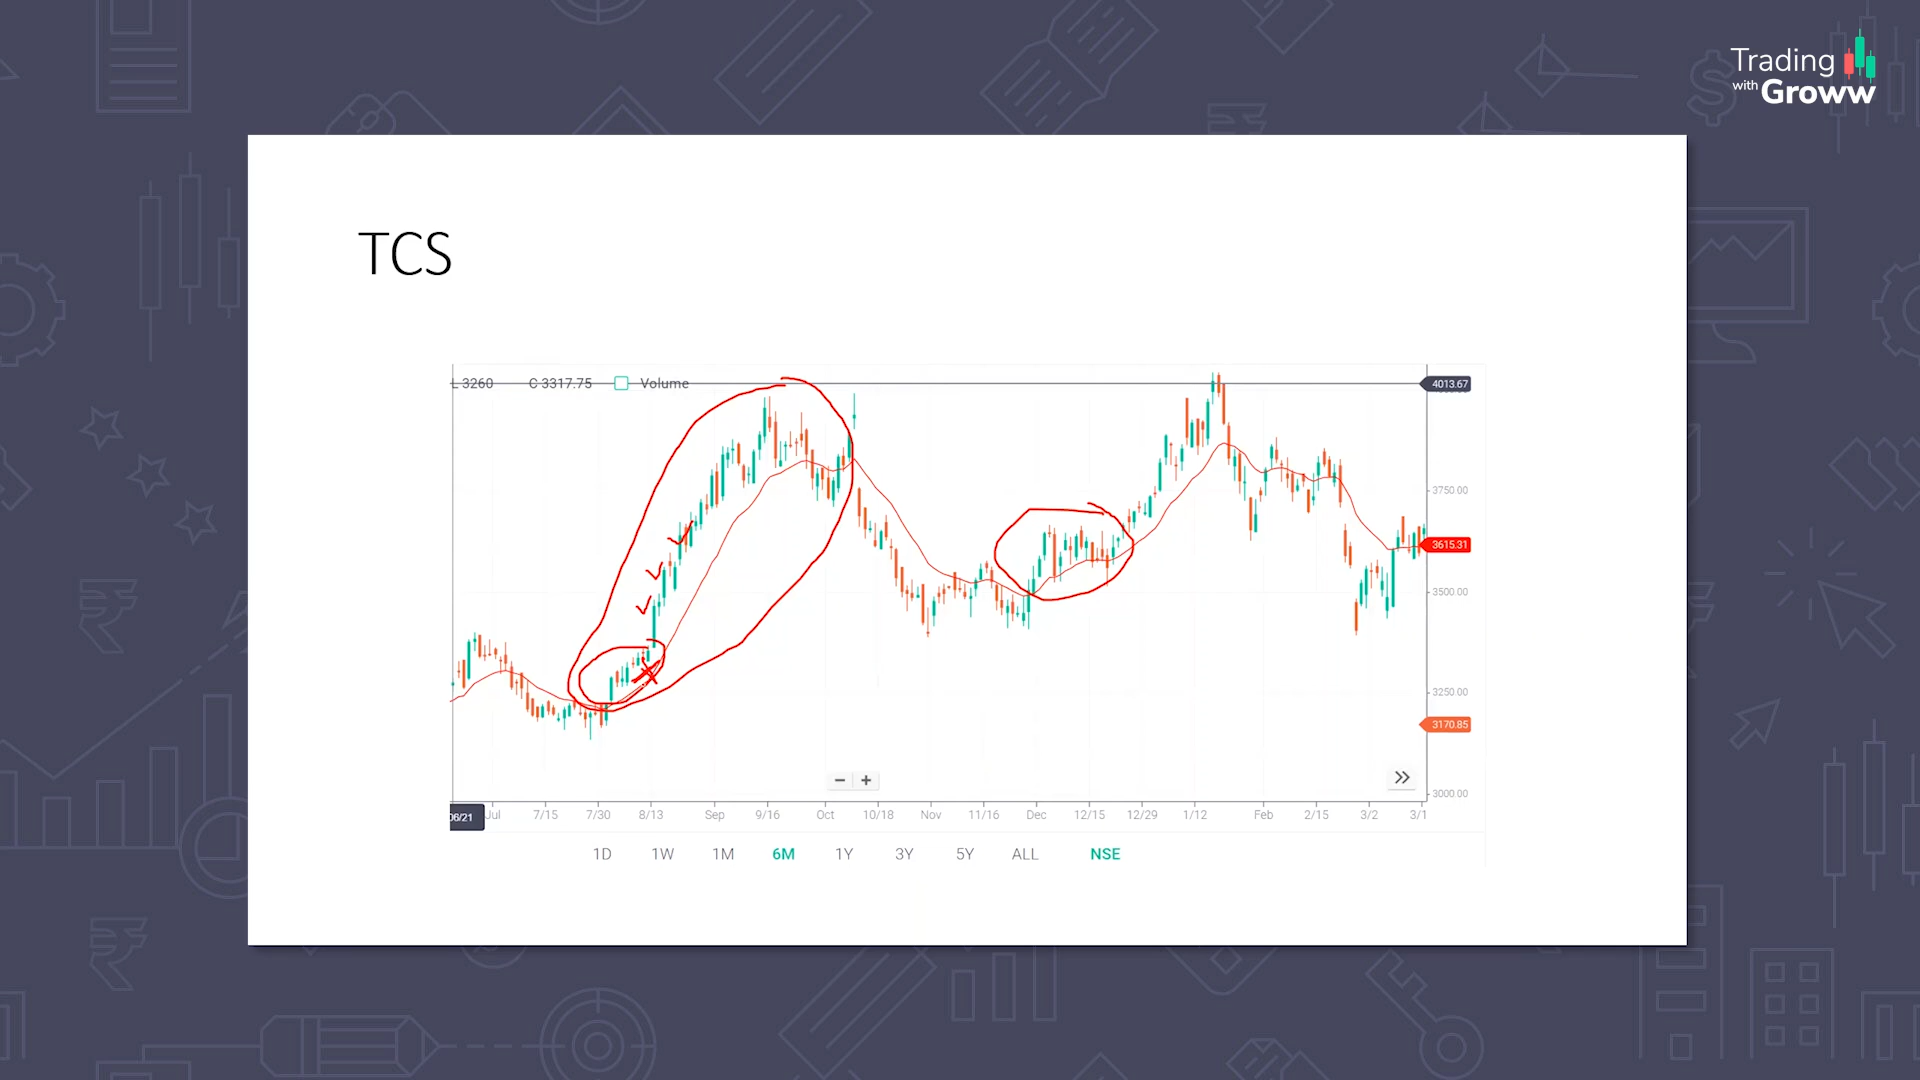 Trading
with Groww
TCS
L 3260 C 3317.75 Volume
4013.67
3750.00
3615.31
3500.00
3250.00
3170.85
3000.00
− +
06/21 Jul 7/15 7/30 8/13 Sep 9/16 Oct 10/18 Nov 11/16 Dec 12/15 12/29 1/12 Feb 2/15 3/2 3/1
1D 1W 1M 6M 1Y 3Y 5Y ALL NSE